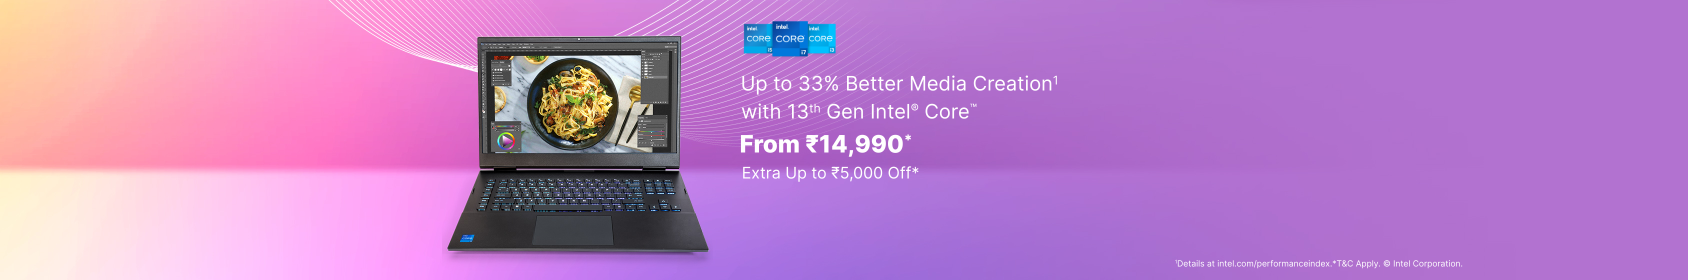 intel
CORE
i5
intel
CORE
i7
intel
CORE
i3
Up to 33% Better Media Creation¹
with 13th Gen Intel® Core™
From ₹14,990*
Extra Up to ₹5,000 Off*
¹Details at intel.com/performanceindex.*T&C Apply. © Intel Corporation.